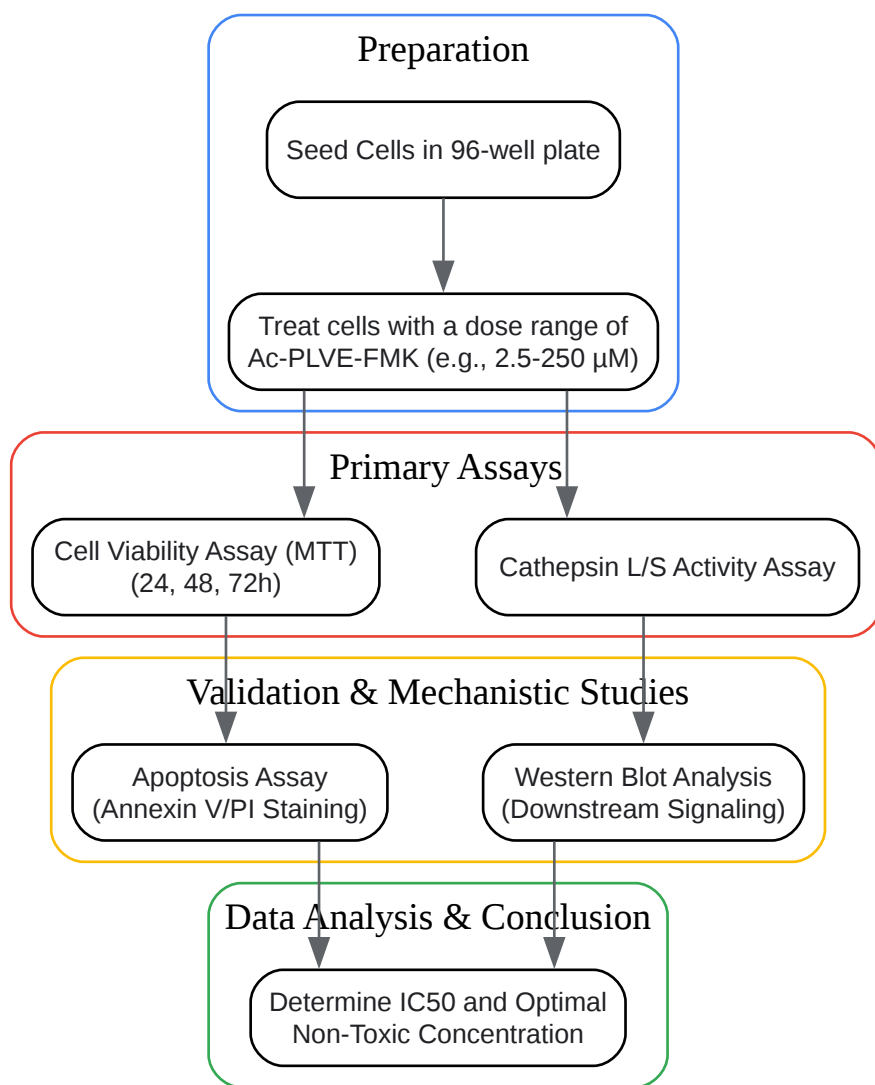 Preparation
Seed Cells in 96-well plate
Treat cells with a dose range of
Ac-PLVE-FMK (e.g., 2.5-250 µM)
Primary Assays
Cell Viability Assay (MTT)
(24, 48, 72h)
Cathepsin L/S Activity Assay
Validation & Mechanistic Studies
Apoptosis Assay
(Annexin V/PI Staining)
Western Blot Analysis
(Downstream Signaling)
Data Analysis & Conclusion
Determine IC50 and Optimal
Non-Toxic Concentration